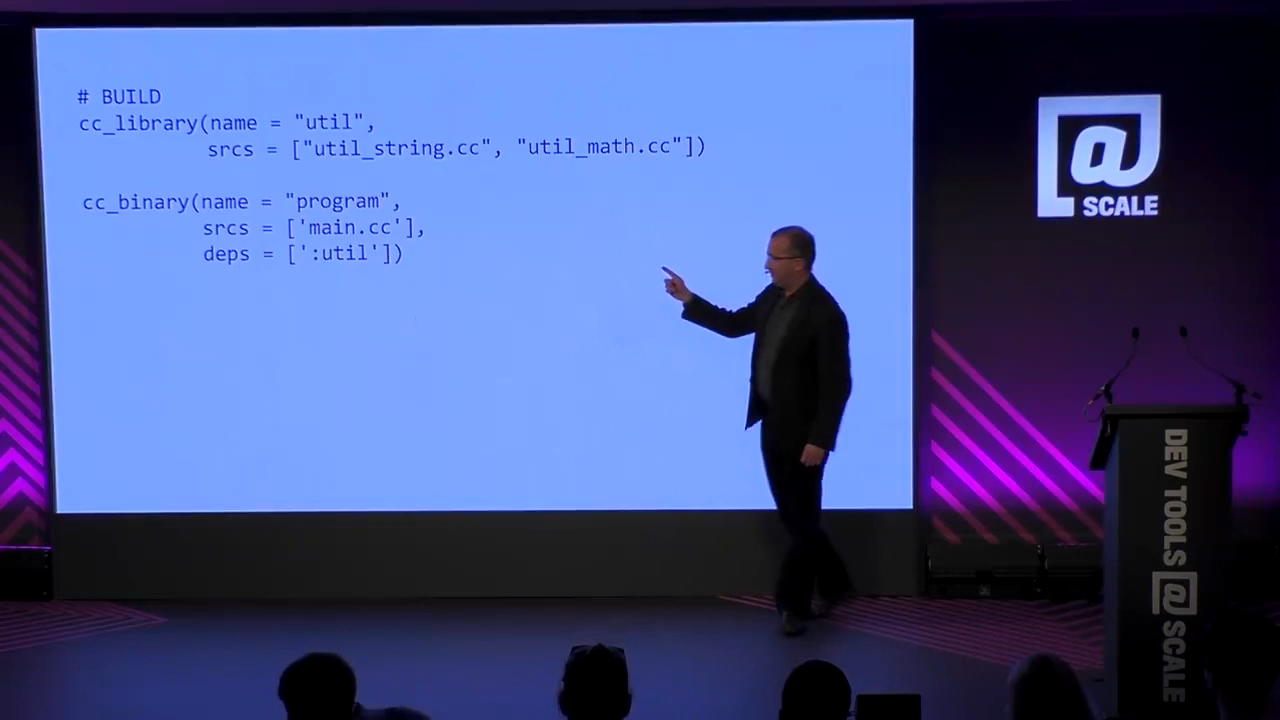 # BUILD
cc_library(name = "util",
srcs = ["util_string.cc", "util_math.cc"])
cc_binary(name = "program",
srcs = ['main.cc'],
deps = [':util'])
@
SCALE
DEV TOOLS @ SCALE